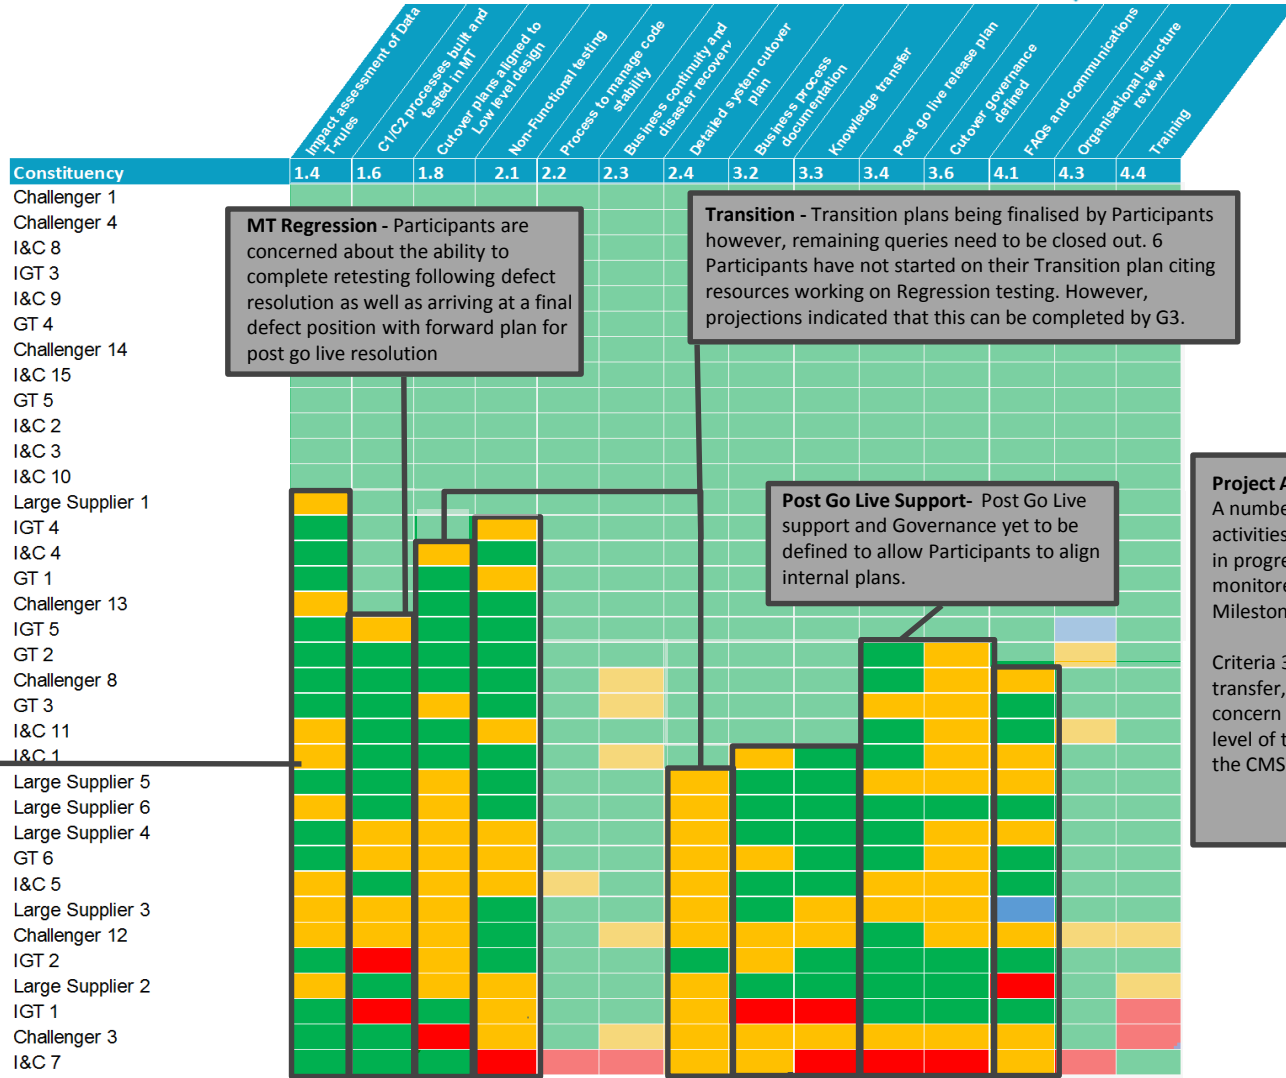 Impact assessment of Data
T-rules
C1/C2 processes built and
tested in MT
Cutover plans aligned to
Low level design
Non-Functional testing
Process to manage code
stability
Business continuity and
disaster recovery
Detailed system cutover
plan
Business process
documentation
Knowledge transfer
Post go live release plan
Cutover governance
defined
FAQs and communications
Organisational structure
review
Training
Constituency 1.4 1.6 1.8 2.1 2.2 2.3 2.4 3.2 3.3 3.4 3.6 4.1 4.3 4.4
Challenger 1
Challenger 4
I&C 8
IGT 3
I&C 9
GT 4
Challenger 14
I&C 15
GT 5
I&C 2
I&C 3
I&C 10
Large Supplier 1
IGT 4
I&C 4
GT 1
Challenger 13
IGT 5
GT 2
Challenger 8
GT 3
I&C 11
I&C 1
Large Supplier 5
Large Supplier 6
Large Supplier 4
GT 6
I&C 5
Large Supplier 3
Challenger 12
IGT 2
Large Supplier 2
IGT 1
Challenger 3
I&C 7
MT Regression - Participants are
concerned about the ability to
complete retesting following defect
resolution as well as arriving at a final
defect position with forward plan for
post go live resolution
Transition - Transition plans being finalised by Participants
however, remaining queries need to be closed out. 6
Participants have not started on their Transition plan citing
resources working on Regression testing. However,
projections indicated that this can be completed by G3.
Post Go Live Support- Post Go Live
support and Governance yet to be
defined to allow Participants to align
internal plans.
Project A
A numbe
activities
in progre
monitore
Mileston
Criteria 3
transfer,
concern
level of t
the CMS